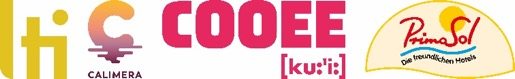 lti
C
CALIMERA
COOEE
[ku:'i:]
PrimaSol
Die freundlichen Hotels